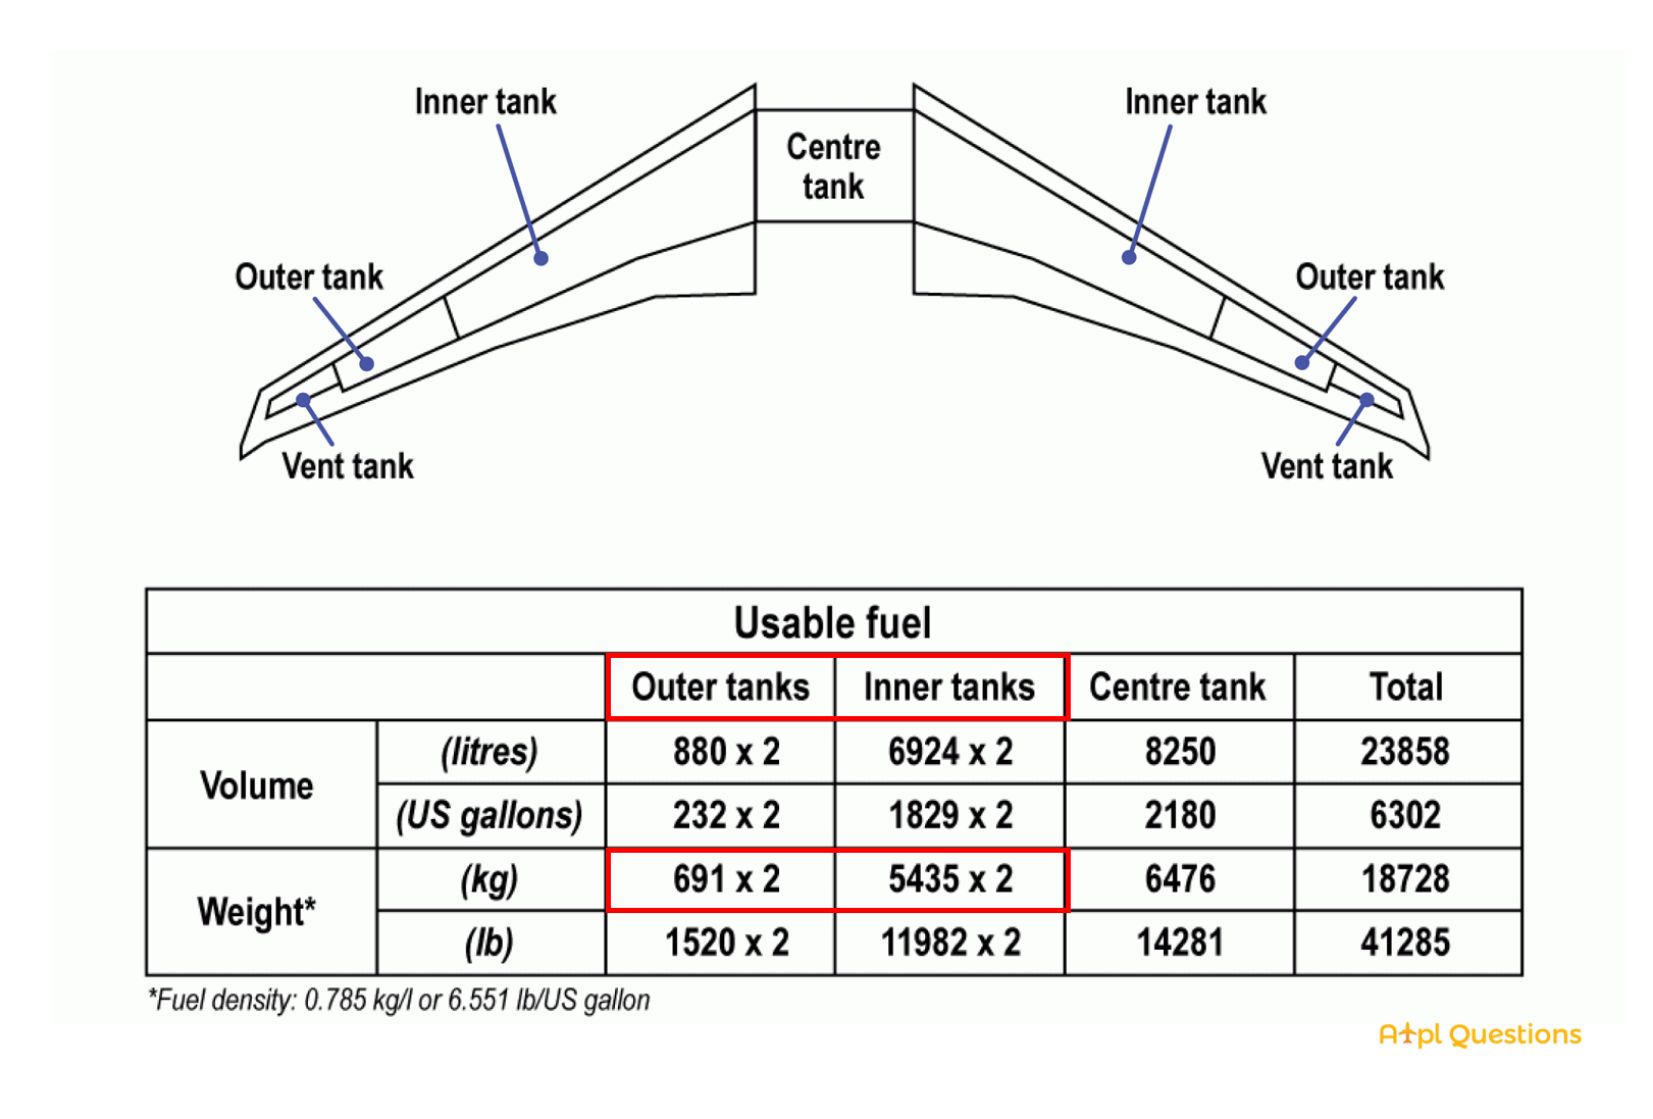 Inner tank
Inner tank
Centre
tank
Outer tank
Outer tank
Vent tank
Vent tank
Usable fuel
Outer tanks Inner tanks Centre tank Total
Volume
(litres) 880 x 2 6924 x 2 8250 23858
(US gallons) 232 x 2 1829 x 2 2180 6302
Weight*
(kg) 691 x 2 5435 x 2 6476 18728
(lb) 1520 x 2 11982 x 2 14281 41285
*Fuel density: 0.785 kg/l or 6.551 lb/US gallon
Atpl Questions